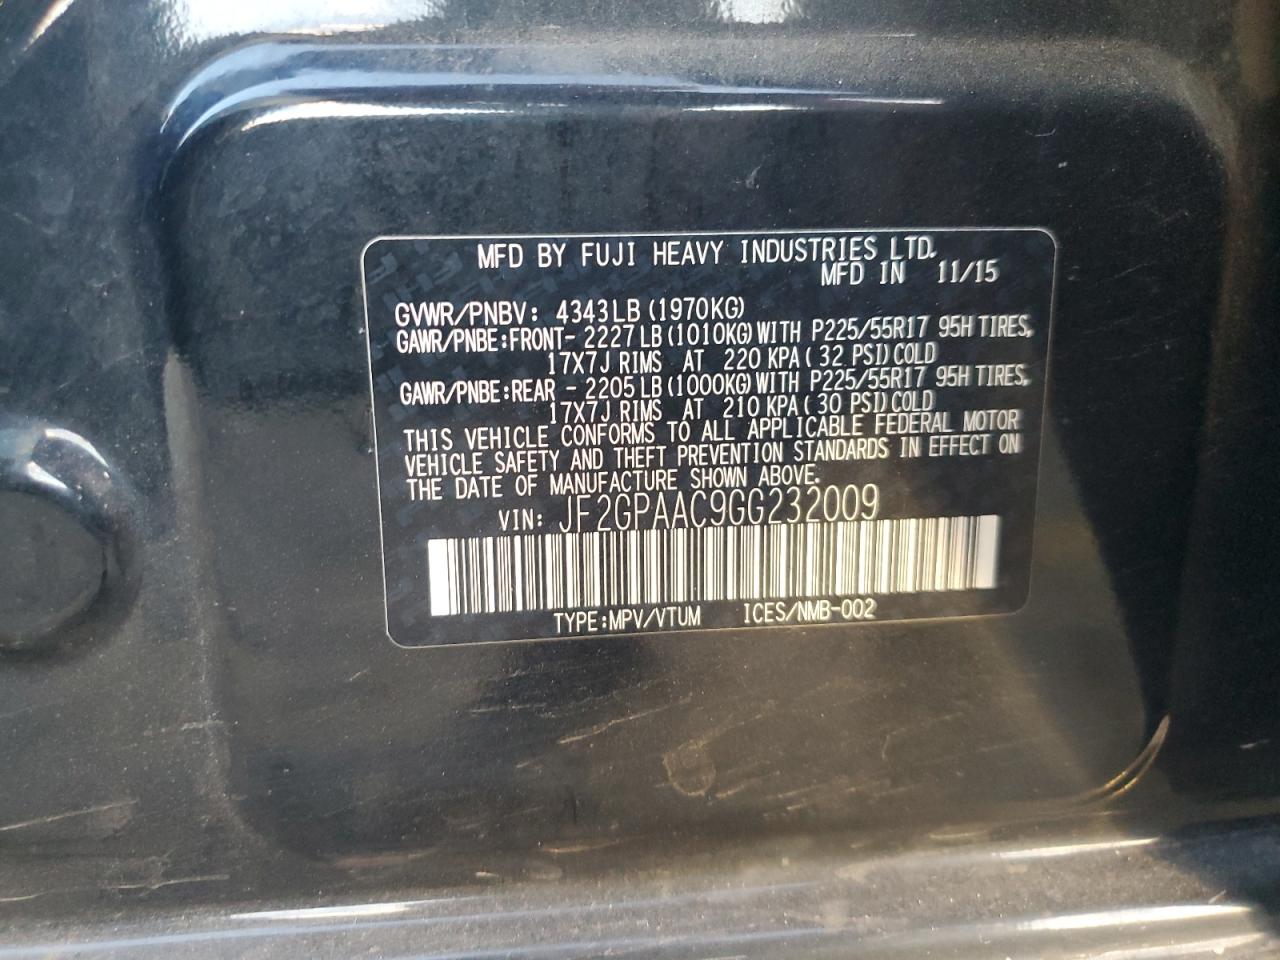 MFD BY FUJI HEAVY INDUSTRIES LTD.
MFD IN 11/15
GVWR/PNBV: 4343LB (1970KG)
GAWR/PNBE:FRONT- 2227LB (1010KG) WITH P225/55R17 95H TIRES,
17X7J RIMS AT 220 KPA (32 PSI) COLD
GAWR/PNBE:REAR - 2205LB (1000KG) WITH P225/55R17 95H TIRES,
17X7J RIMS AT 210 KPA (30 PSI) COLD
THIS VEHICLE CONFORMS TO ALL APPLICABLE FEDERAL MOTOR
VEHICLE SAFETY AND THEFT PREVENTION STANDARDS IN EFFECT ON
THE DATE OF MANUFACTURE SHOWN ABOVE.
VIN: JF2GPAAC9GG232009
TYPE:MPV/VTUM ICES/NMB-002